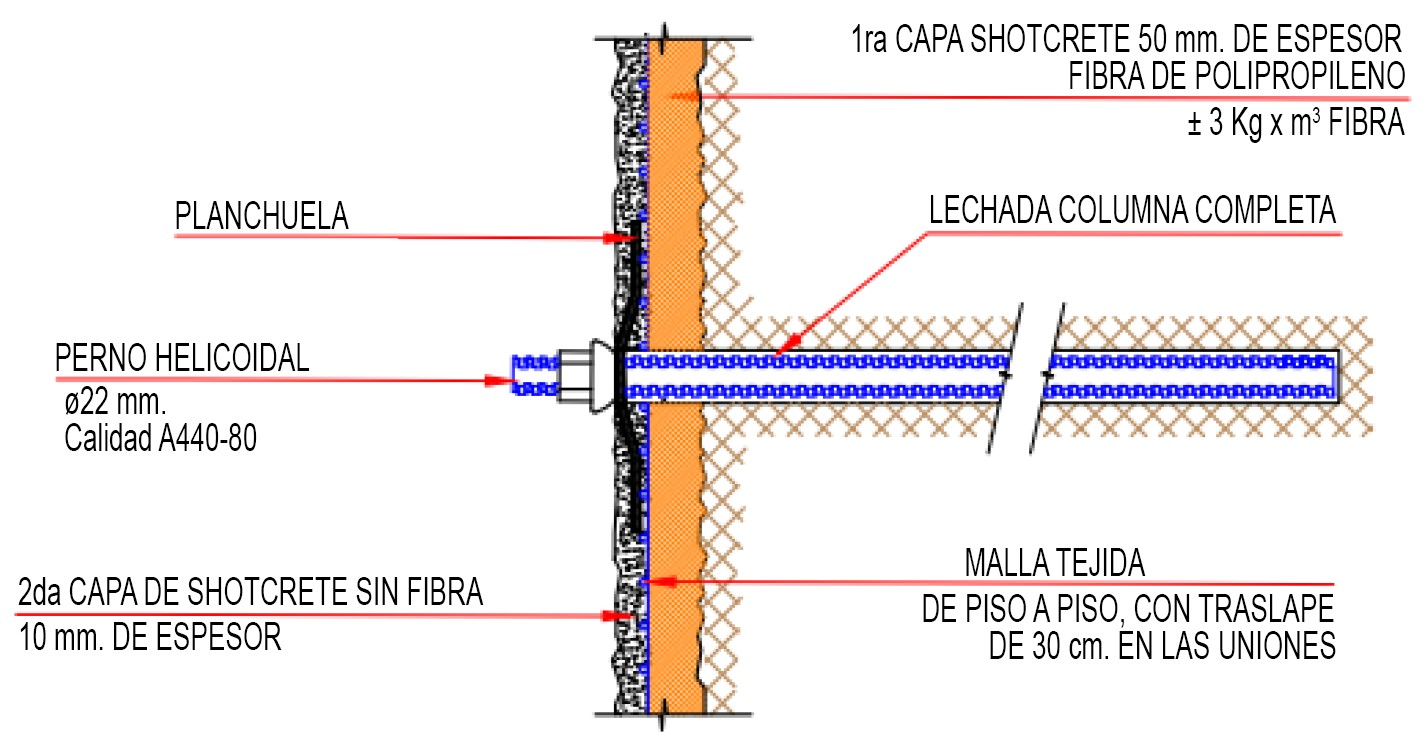 1ra CAPA SHOTCRETE 50 mm. DE ESPESOR
FIBRA DE POLIPROPILENO
± 3 Kg x m³ FIBRA
PLANCHUELA
LECHADA COLUMNA COMPLETA
PERNO HELICOIDAL
ø22 mm.
Calidad A440-80
MALLA TEJIDA
DE PISO A PISO, CON TRASLAPE
DE 30 cm. EN LAS UNIONES
2da CAPA DE SHOTCRETE SIN FIBRA
10 mm. DE ESPESOR